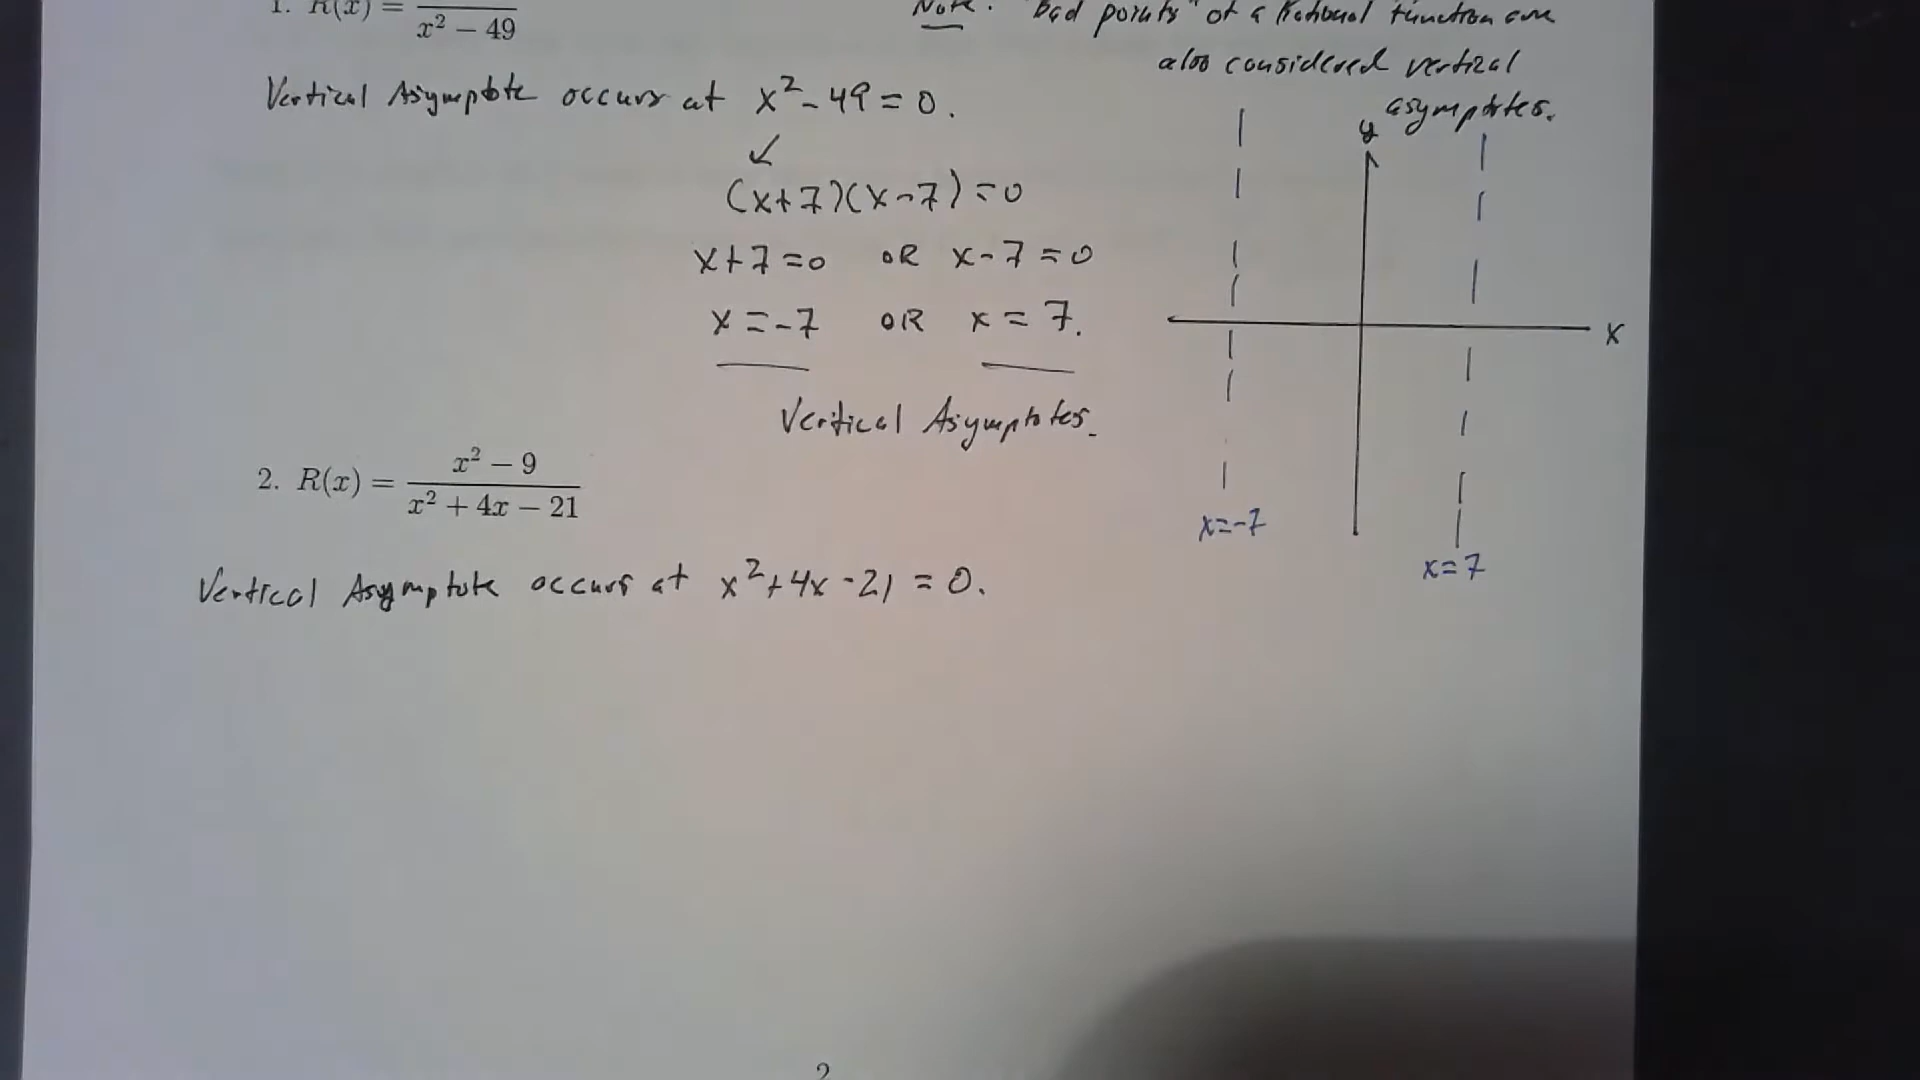 1. R(x) = x² − 49
Note: "Bad points" of a Rational function are
also considered vertical
asymptotes.
Vertical Asymptote occurs at x² - 49 = 0.
(x+7)(x-7) = 0
x+7=0 OR x-7=0
x=-7 OR x=7.
Vertical Asymptotes.
y
x
x=-7
x=7
2. R(x) = x² − 9 / x² + 4x − 21
Vertical Asymptote occurs at x²+4x-21 = 0.
2